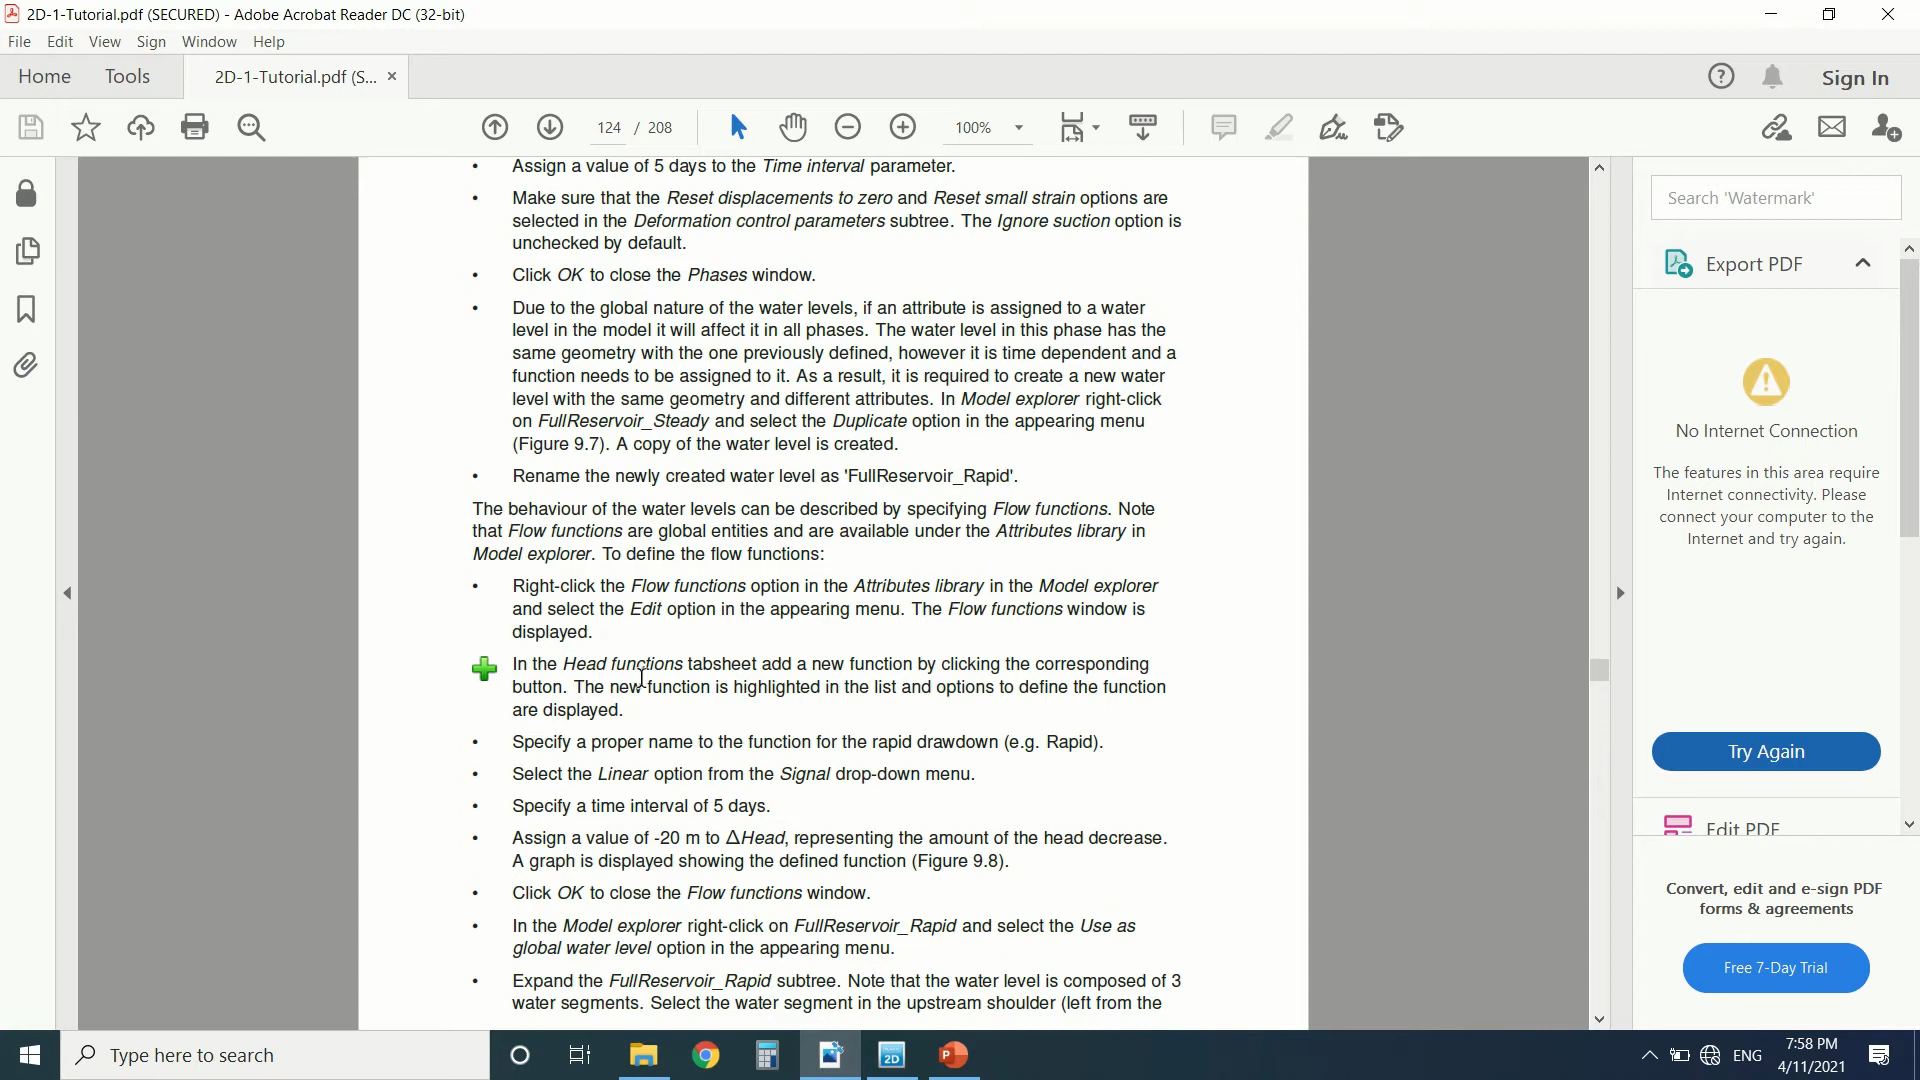 2D-1-Tutorial.pdf (SECURED) - Adobe Acrobat Reader DC (32-bit)
File Edit View Sign Window Help
Home Tools 2D-1-Tutorial.pdf (S... × Sign In
124 / 208 100%
• Assign a value of 5 days to the Time interval parameter.
• Make sure that the Reset displacements to zero and Reset small strain options are
selected in the Deformation control parameters subtree. The Ignore suction option is
unchecked by default.
• Click OK to close the Phases window.
• Due to the global nature of the water levels, if an attribute is assigned to a water
level in the model it will affect it in all phases. The water level in this phase has the
same geometry with the one previously defined, however it is time dependent and a
function needs to be assigned to it. As a result, it is required to create a new water
level with the same geometry and different attributes. In Model explorer right-click
on FullReservoir_Steady and select the Duplicate option in the appearing menu
(Figure 9.7). A copy of the water level is created.
• Rename the newly created water level as 'FullReservoir_Rapid'.
The behaviour of the water levels can be described by specifying Flow functions. Note
that Flow functions are global entities and are available under the Attributes library in
Model explorer. To define the flow functions:
• Right-click the Flow functions option in the Attributes library in the Model explorer
and select the Edit option in the appearing menu. The Flow functions window is
displayed.
In the Head functions tabsheet add a new function by clicking the corresponding
button. The new function is highlighted in the list and options to define the function
are displayed.
• Specify a proper name to the function for the rapid drawdown (e.g. Rapid).
• Select the Linear option from the Signal drop-down menu.
• Specify a time interval of 5 days.
• Assign a value of -20 m to ΔHead, representing the amount of the head decrease.
A graph is displayed showing the defined function (Figure 9.8).
• Click OK to close the Flow functions window.
• In the Model explorer right-click on FullReservoir_Rapid and select the Use as
global water level option in the appearing menu.
• Expand the FullReservoir_Rapid subtree. Note that the water level is composed of 3
water segments. Select the water segment in the upstream shoulder (left from the
Search 'Watermark'
Export PDF
No Internet Connection
The features in this area require
Internet connectivity. Please
connect your computer to the
Internet and try again.
Try Again
Edit PDF
Convert, edit and e-sign PDF
forms & agreements
Free 7-Day Trial
Type here to search
2D
P
ENG
7:58 PM
4/11/2021